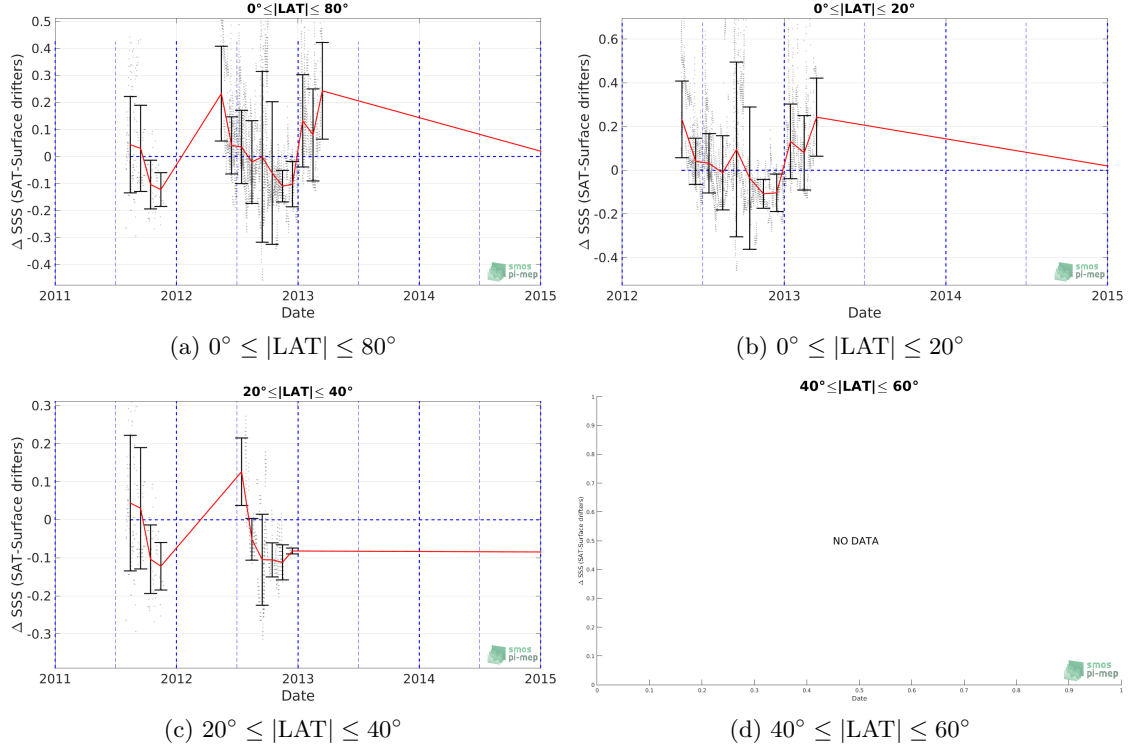 0°≤|LAT|≤ 80°
Δ SSS (SAT-Surface drifters)
0.5
0.4
0.3
0.2
0.1
0
-0.1
-0.2
-0.3
-0.4
2011
2012
2013
2014
2015
Date
smos
pi-mep
(a) 0° ≤ |LAT| ≤ 80°
0°≤|LAT|≤ 20°
Δ SSS (SAT-Surface drifters)
0.6
0.4
0.2
0
-0.2
-0.4
-0.6
2012
2013
2014
2015
Date
smos
pi-mep
(b) 0° ≤ |LAT| ≤ 20°
20°≤|LAT|≤ 40°
Δ SSS (SAT-Surface drifters)
0.3
0.2
0.1
0
-0.1
-0.2
-0.3
2011
2012
2013
2014
2015
Date
smos
pi-mep
(c) 20° ≤ |LAT| ≤ 40°
40°≤|LAT|≤ 60°
Δ SSS (SAT-Surface drifters)
1
0.9
0.8
0.7
0.6
0.5
0.4
0.3
0.2
0.1
0
NO DATA
0
0.1
0.2
0.3
0.4
0.5
0.6
0.7
0.8
0.9
1
Date
smos
pi-mep
(d) 40° ≤ |LAT| ≤ 60°